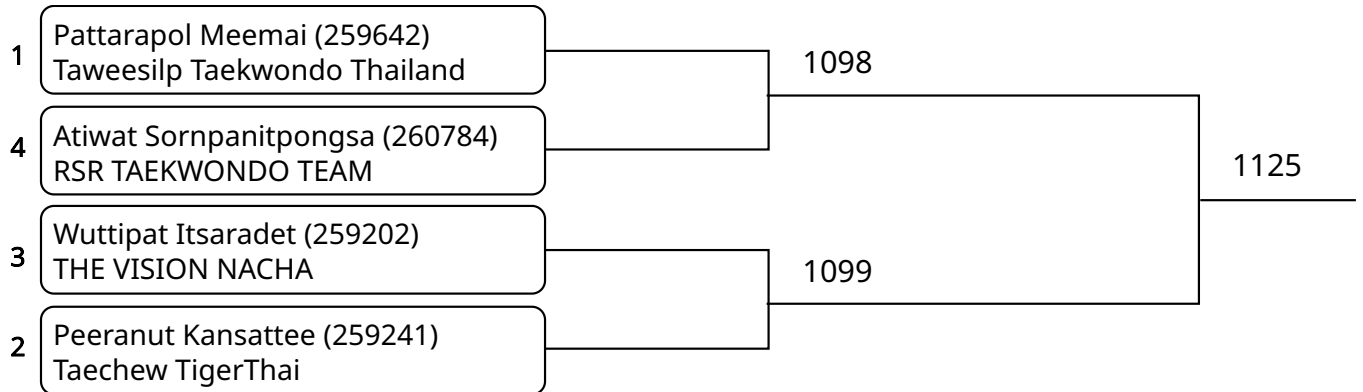 1
Pattarapol Meemai (259642)
Taweesilp Taekwondo Thailand
1098
4
Atiwat Sornpanitpongsa (260784)
RSR TAEKWONDO TEAM
1125
3
Wuttipat Itsaradet (259202)
THE VISION NACHA
1099
2
Peeranut Kansattee (259241)
Taechew TigerThai